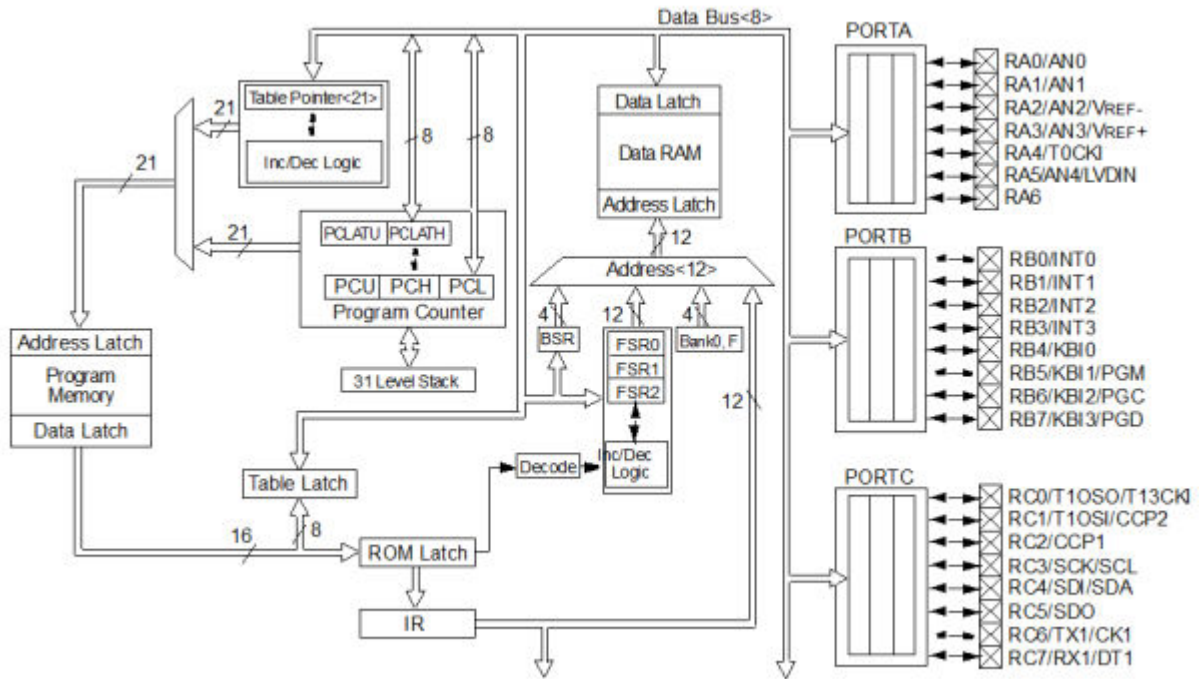 Data Bus<8>
Table Pointer<21>
Inc/Dec Logic
21
21
21
21
8
8
PCLATU PCLATH
PCU PCH PCL
Program Counter
31 Level Stack
Address Latch
Program
Memory
Data Latch
Table Latch
16
8
ROM Latch
IR
Decode
Data Latch
Data RAM
Address Latch
12
Address<12>
4
12
4
BSR
FSR0
FSR1
FSR2
Bank0, F
Inc/Dec
Logic
12
PORTA
RA0/AN0
RA1/AN1
RA2/AN2/VREF-
RA3/AN3/VREF+
RA4/T0CKI
RA5/AN4/LVDIN
RA6
PORTB
RB0/INT0
RB1/INT1
RB2/INT2
RB3/INT3
RB4/KBI0
RB5/KBI1/PGM
RB6/KBI2/PGC
RB7/KBI3/PGD
PORTC
RC0/T1OSO/T13CKI
RC1/T1OSI/CCP2
RC2/CCP1
RC3/SCK/SCL
RC4/SDI/SDA
RC5/SDO
RC6/TX1/CK1
RC7/RX1/DT1